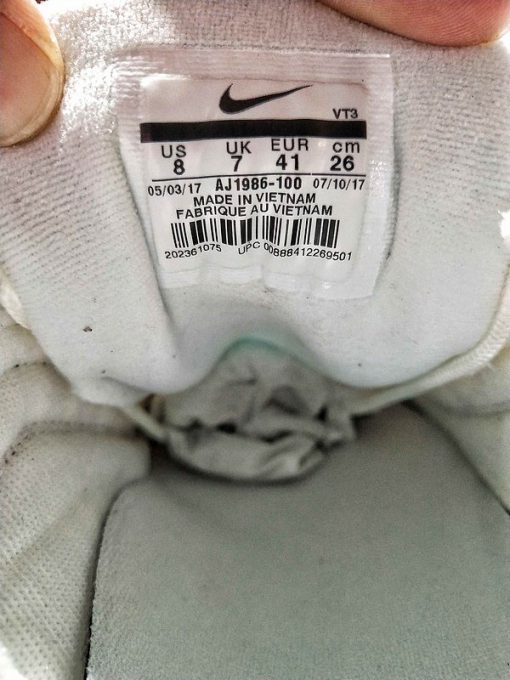 VT3
US UK EUR cm
8 7 41 26
05/03/17 AJ1986-100 07/10/17
MADE IN VIETNAM
FABRIQUE AU VIETNAM
202361075 UPC 00888412269501